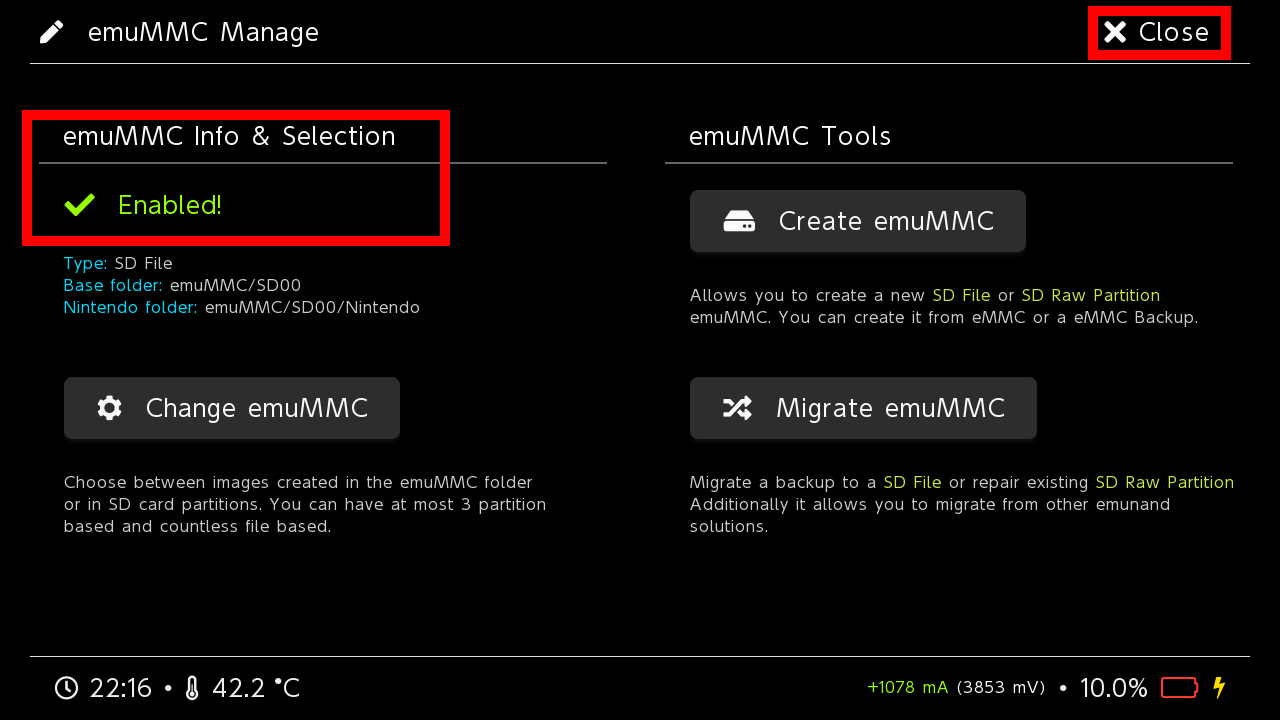 emuMMC Manage
Close
emuMMC Info & Selection
Enabled!
Type: SD File
Base folder: emuMMC/SD00
Nintendo folder: emuMMC/SD00/Nintendo
Change emuMMC
Choose between images created in the emuMMC folder
or in SD card partitions. You can have at most 3 partition
based and countless file based.
emuMMC Tools
Create emuMMC
Allows you to create a new SD File or SD Raw Partition
emuMMC. You can create it from eMMC or a eMMC Backup.
Migrate emuMMC
Migrate a backup to a SD File or repair existing SD Raw Partition
Additionally it allows you to migrate from other emunand
solutions.
22:16 • 42.2 °C
+1078 mA (3853 mV) • 10.0%